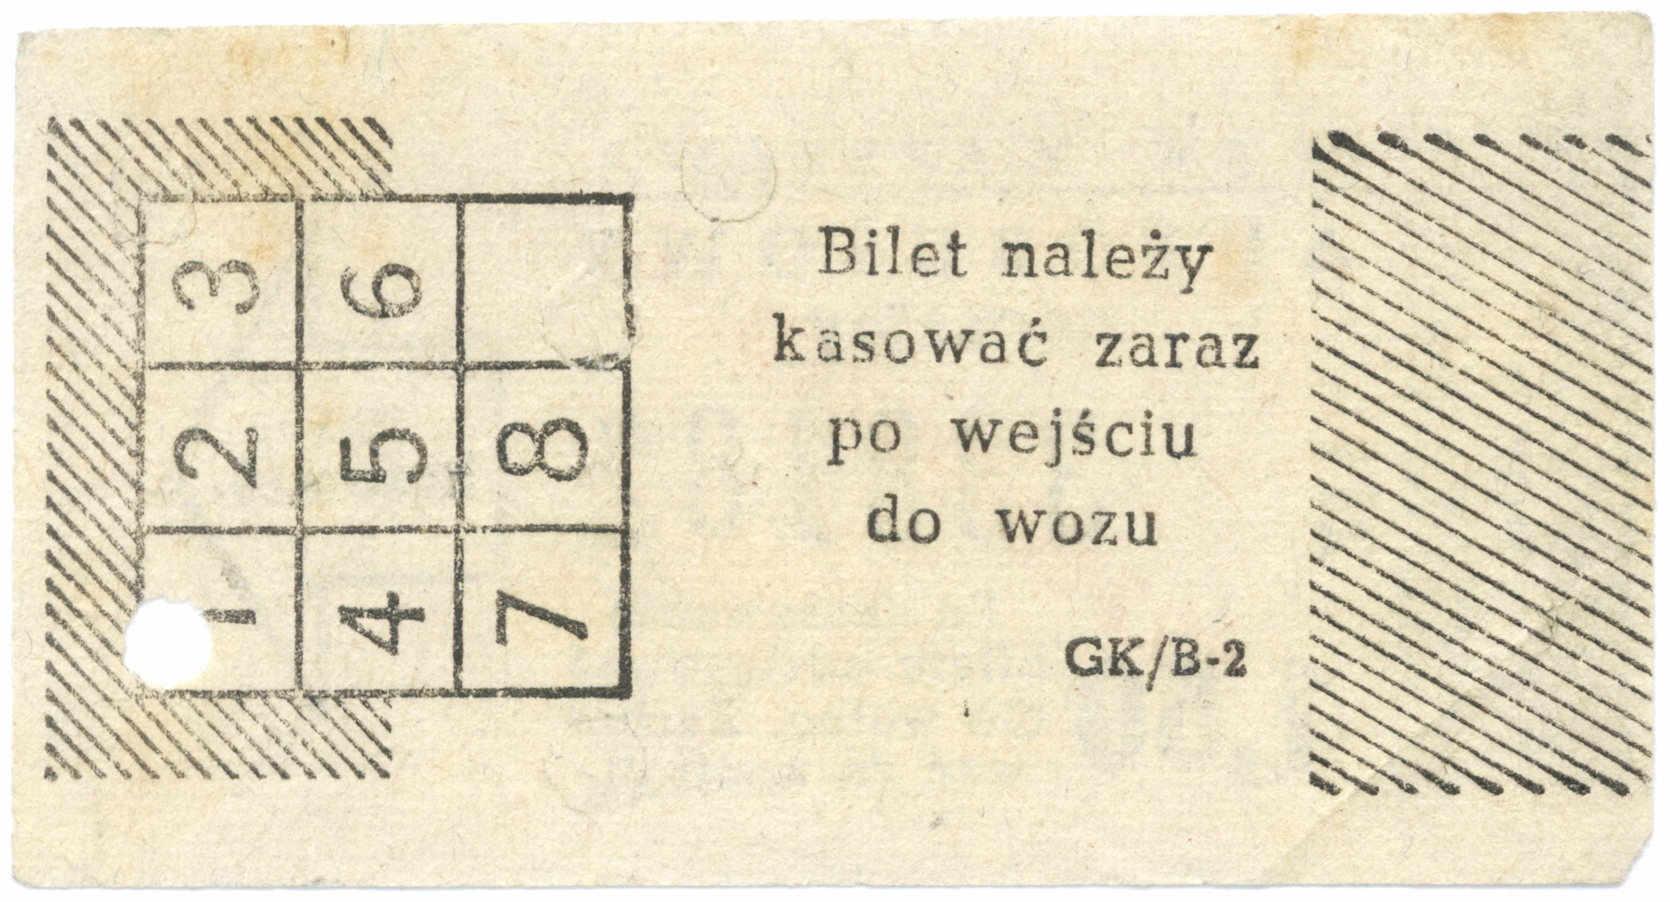 3 6
2 5 8
1 4 7
Bilet należy
kasować zaraz
po wejściu
do wozu
GK/B-2